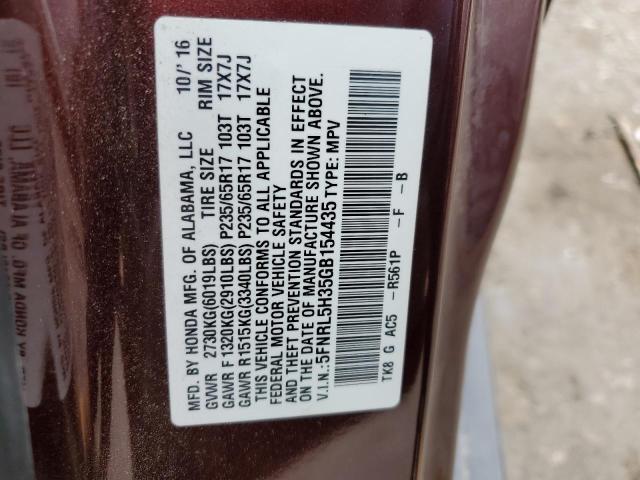 MFD. BY HONDA MFG. OF ALABAMA, LLC 10/'16
GVWR 2730KG(6019LBS) TIRE SIZE RIM SIZE
GAWR F 1320KG(2910LBS) P235/65R17 103T 17X7J
GAWR R1515KG(3340LBS) P235/65R17 103T 17X7J
THIS VEHICLE CONFORMS TO ALL APPLICABLE
FEDERAL MOTOR VEHICLE SAFETY
AND THEFT PREVENTION STANDARDS IN EFFECT
ON THE DATE OF MANUFACTURE SHOWN ABOVE.
V.I.N.:5FNRL5H35GB154435 TYPE: MPV
TK8 G AC5 -R561P -F -B